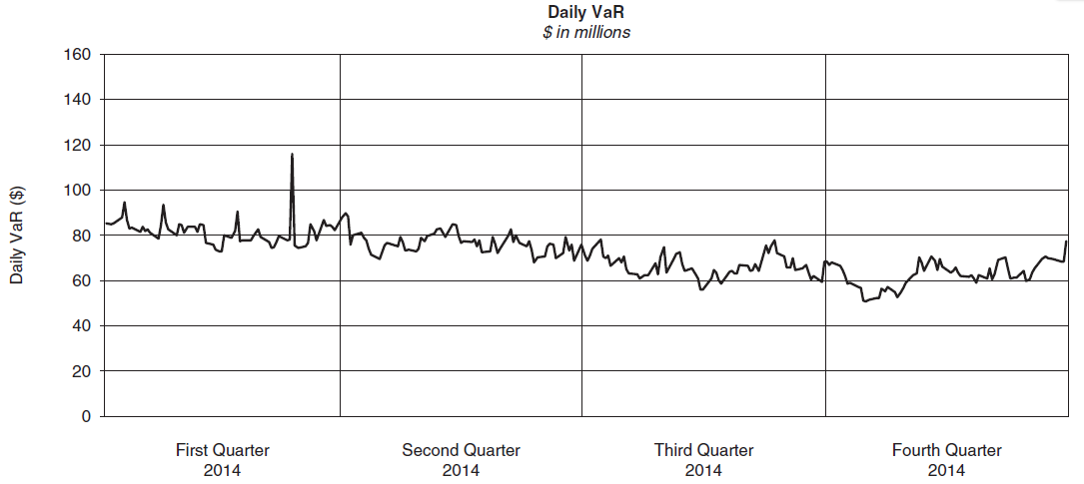 Daily VaR
$ in millions
160
140
120
100
80
60
40
20
0
Daily VaR ($)
First Quarter
2014
Second Quarter
2014
Third Quarter
2014
Fourth Quarter
2014